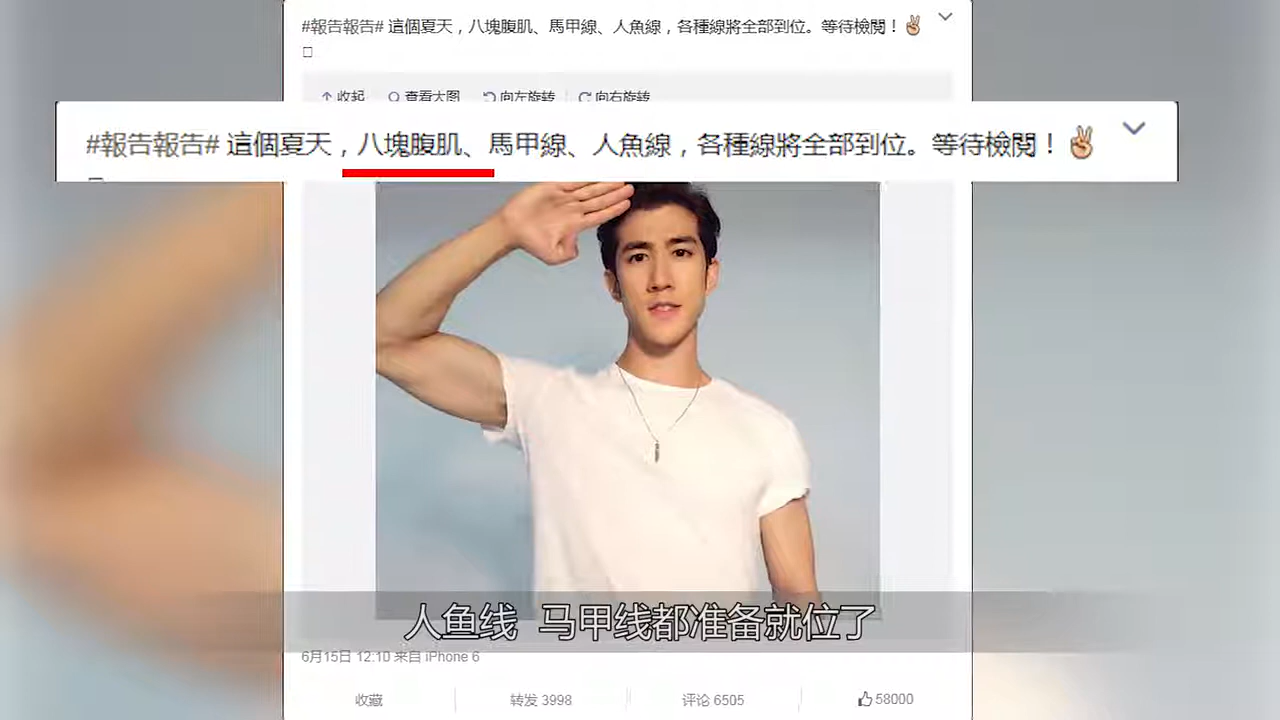 #報告報告# 這個夏天，八塊腹肌、馬甲線、人魚線，各種線將全部到位。等待檢閱！✌
收起 查看大图 向左旋转 向右旋转
#報告報告# 這個夏天，八塊腹肌、馬甲線、人魚線，各種線將全部到位。等待檢閱！✌
人鱼线 马甲线都准备就位了
6月15日 12:10 来自 iPhone 6
收藏 转发 3998 评论 6505 58000